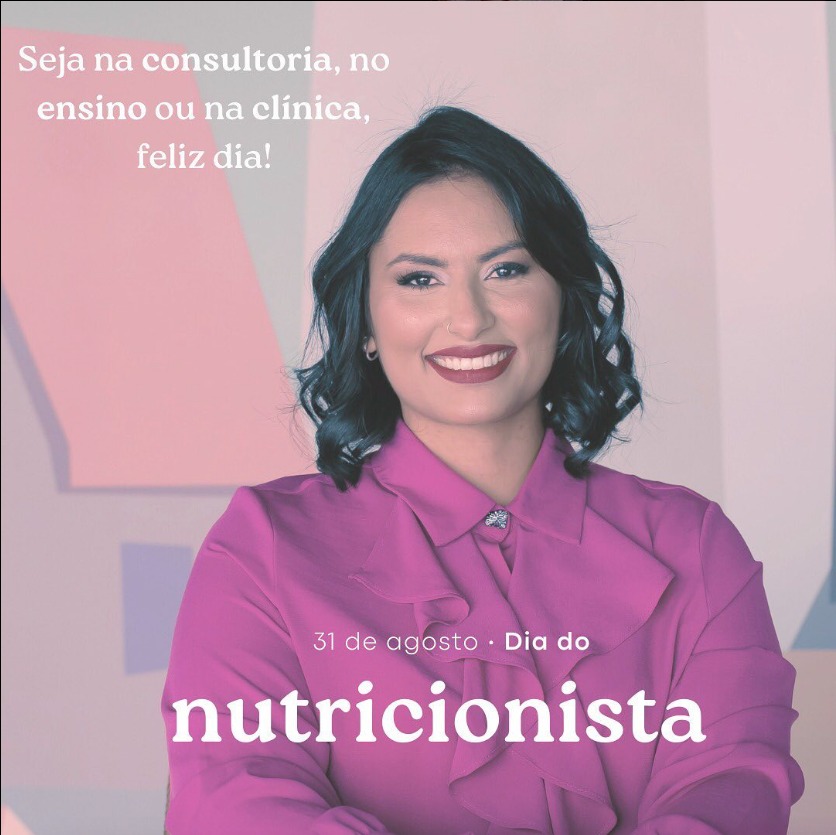 Seja na consultoria, no
ensino ou na clínica,
feliz dia!
31 de agosto · Dia do
nutricionista